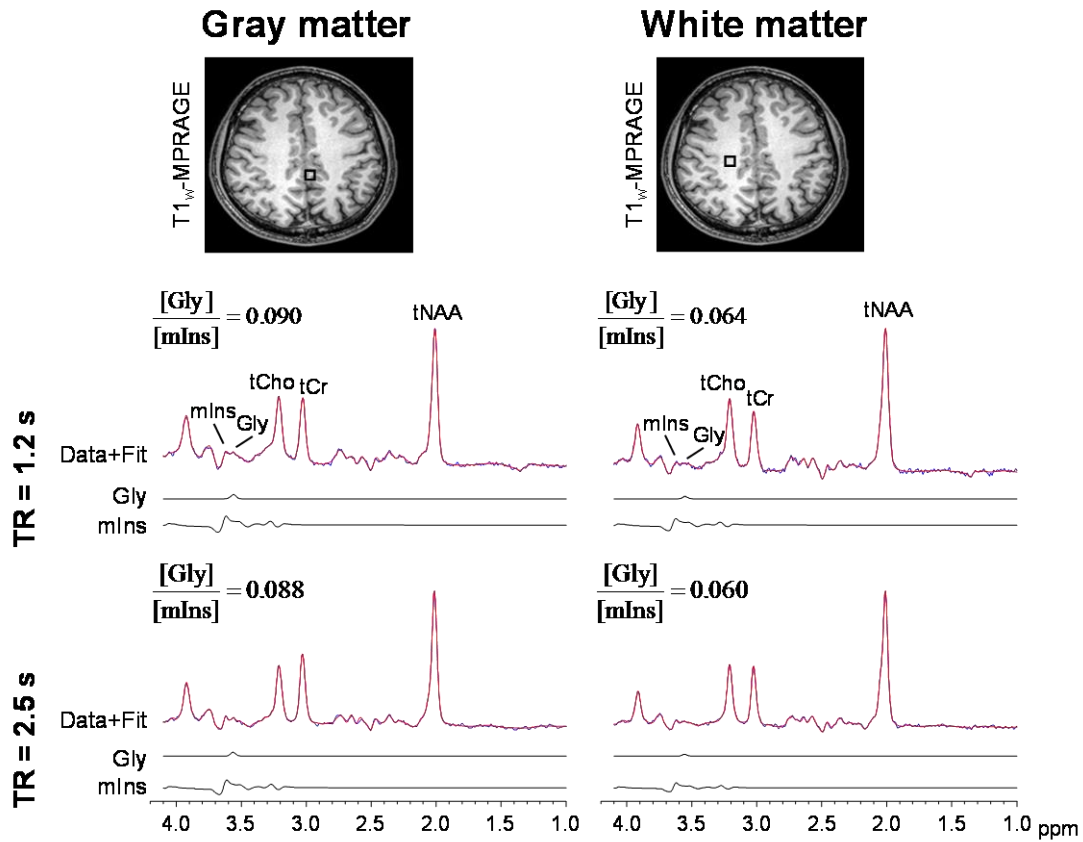 Gray matter
White matter
T1w-MPRAGE
T1w-MPRAGE
TR = 1.2 s
[Gly]
[mIns]
= 0.090
tNAA
tCho
tCr
mIns
Gly
Data+Fit
Gly
mIns
[Gly]
[mIns]
= 0.064
tNAA
tCho
tCr
mIns
Gly
TR = 2.5 s
[Gly]
[mIns]
= 0.088
Data+Fit
Gly
mIns
[Gly]
[mIns]
= 0.060
4.0 3.5 3.0 2.5 2.0 1.5 1.0
4.0 3.5 3.0 2.5 2.0 1.5 1.0 ppm